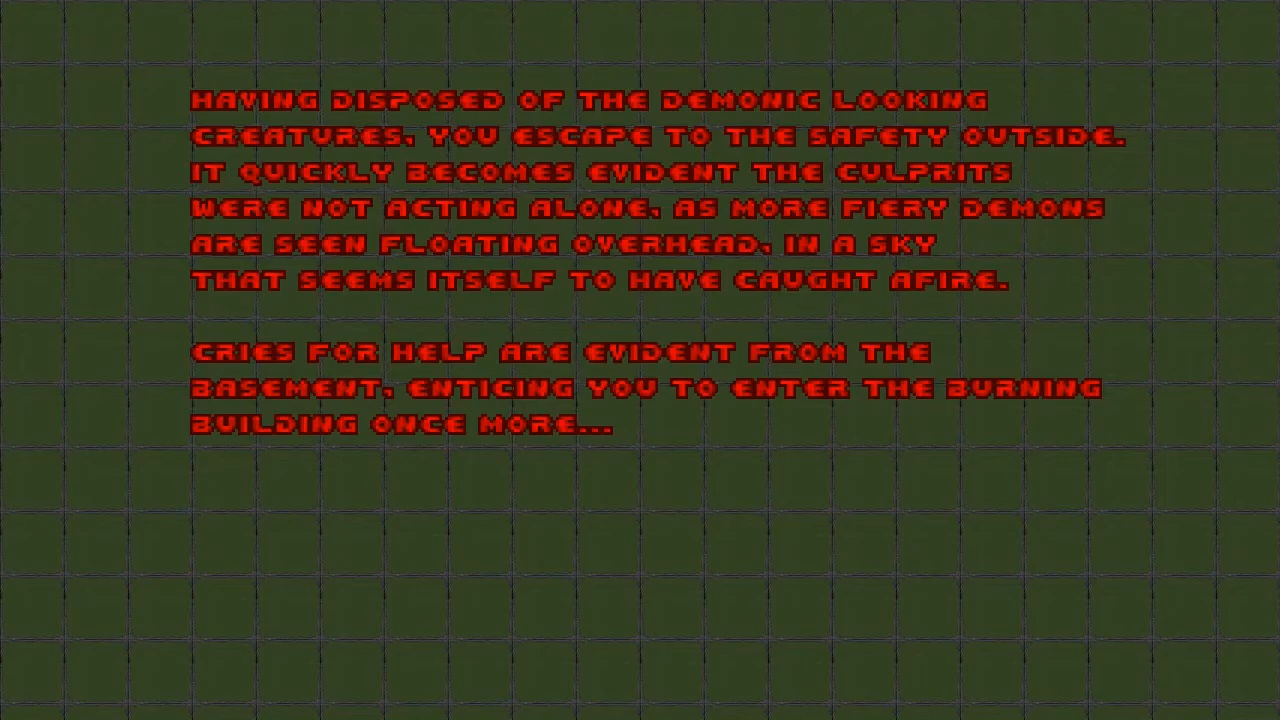 HAVING DISPOSED OF THE DEMONIC LOOKING
CREATURES, YOU ESCAPE TO THE SAFETY OUTSIDE.
IT QUICKLY BECOMES EVIDENT THE CULPRITS
WERE NOT ACTING ALONE, AS MORE FIERY DEMONS
ARE SEEN FLOATING OVERHEAD, IN A SKY
THAT SEEMS ITSELF TO HAVE CAUGHT AFIRE.
CRIES FOR HELP ARE EVIDENT FROM THE
BASEMENT, ENTICING YOU TO ENTER THE BURNING
BUILDING ONCE MORE...